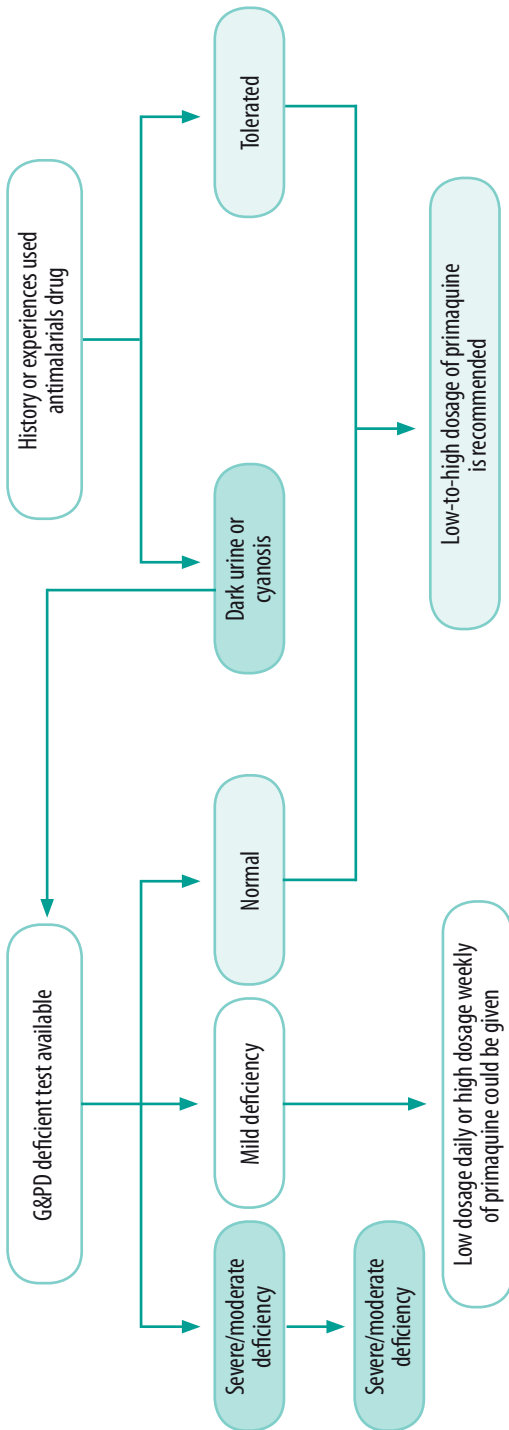 G&PD deficient test available
History or experiences used
antimalarials drug
Severe/moderate
deficiency
Mild deficiency
Normal
Dark urine or
cyanosis
Tolerated
Severe/moderate
deficiency
Low dosage daily or high dosage weekly
of primaquine could be given
Low-to-high dosage of primaquine
is recommended